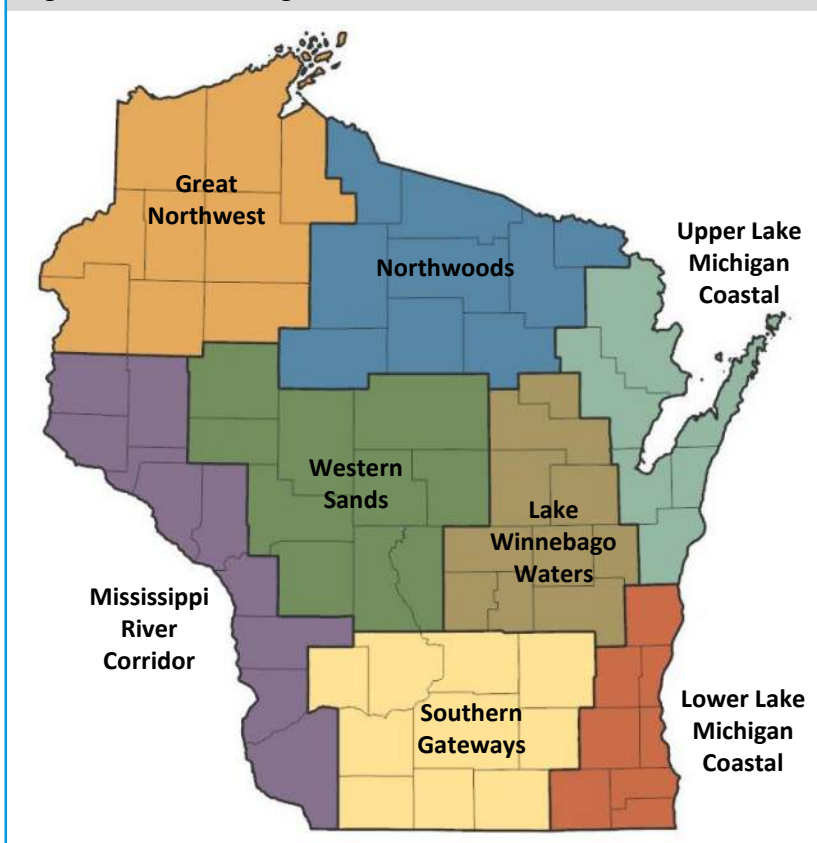 Great
Northwest
Northwoods
Upper Lake
Michigan
Coastal
Western
Sands
Lake
Winnebago
Waters
Mississippi
River
Corridor
Southern
Gateways
Lower Lake
Michigan
Coastal